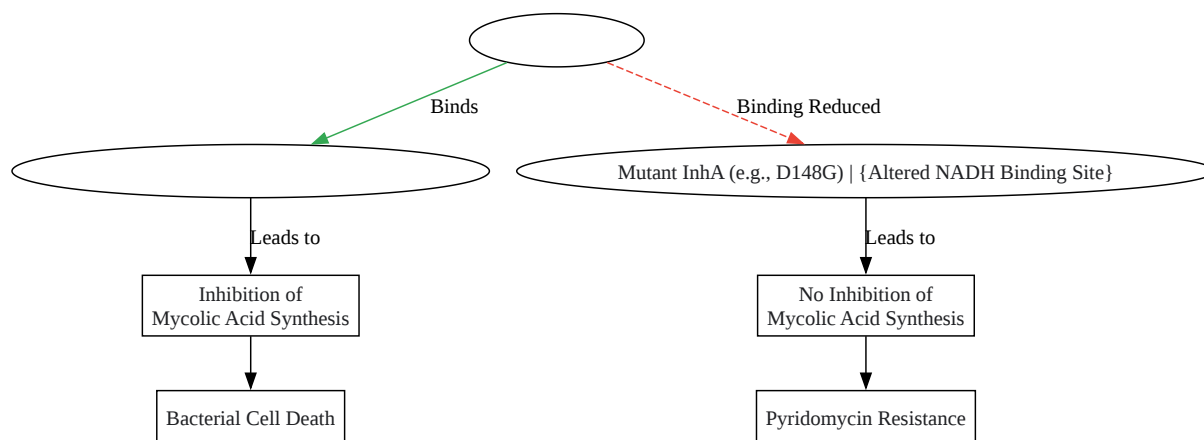 Binds
Binding Reduced
Mutant InhA (e.g., D148G) | {Altered NADH Binding Site}
Leads to
Leads to
Inhibition of
Mycolic Acid Synthesis
No Inhibition of
Mycolic Acid Synthesis
Bacterial Cell Death
Pyridomycin Resistance